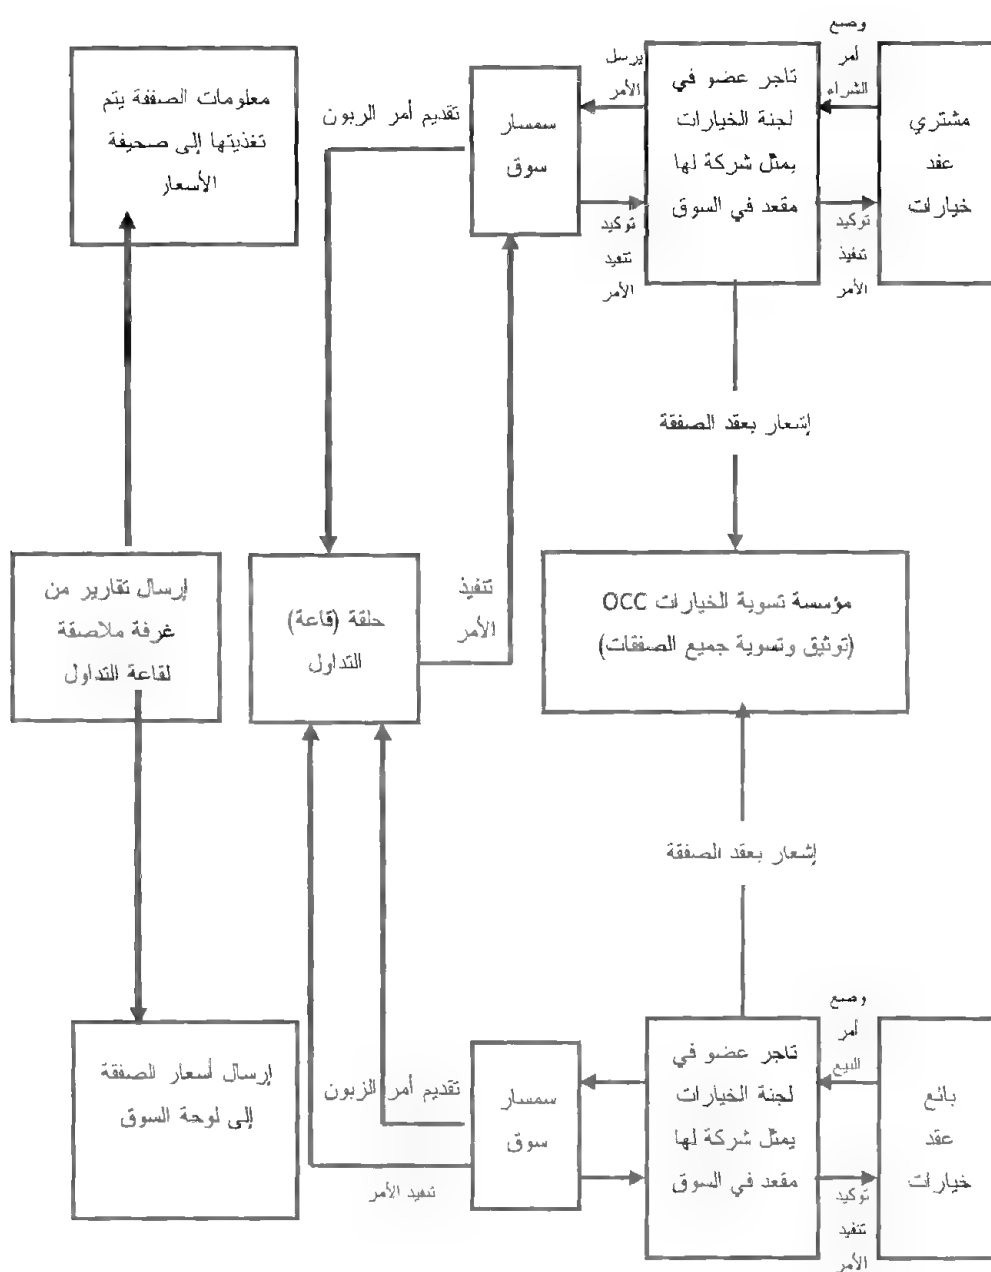 وضع
أمر
الشراء
مشتري
عقد
خيارات
توكيد
تنفيذ
الأمر
تاجر عضو في
لجنة الخيارات
يمثل شركة لها
مقعد في السوق
يرسل
الأمر
توكيد
تنفيذ
الأمر
سمسار
سوق
تقديم أمر الزبون
معلومات الصفقة يتم
تغذيتها إلى صحيفة
الأسعار
إشعار بعقد الصفقة
مؤسسة تسوية الخيارات OCC
(توثيق وتسوية جميع الصفقات)
تنفيذ
الأمر
حلقة (قاعة)
التداول
إرسال تقارير من
غرفة ملاصقة
لقاعة التداول
إشعار بعقد الصفقة
وضع
أمر
البيع
بائع
عقد
خيارات
توكيد
تنفيذ
الأمر
تاجر عضو في
لجنة الخيارات
يمثل شركة لها
مقعد في السوق
سمسار
سوق
تقديم أمر الزبون
تنفيذ الأمر
إرسال أسعار الصفقة
إلى لوحة السوق